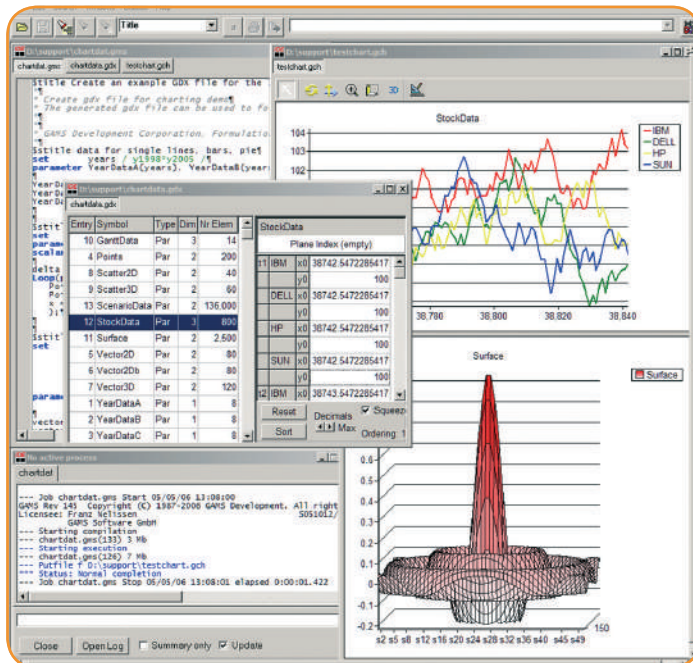 Title
D:\support\chartdat.gms
chartdat.gms chartdata.gdx testchart.gch
$title Create an example GDX file for the
*
* Create gdx file for charting demo
* The generated gdx file can be used to fo
*
* GAMS Development Corporation, Formulatio
$stitle data for single lines, bars, pie
set years / y1998*y2005 /
parameter YearDataA(years), YearDataB(year
D:\support\testchart.gch
testchart.gch
3D
StockData
104
103
102
IBM
DELL
HP
SUN
38,790 38,800 38,810 38,820 38,830 38,840
D:\support\chartdata.gdx
chartdata.gdx
Entry Symbol Type Dim Nr Elem
10 GanttData Par 3 14
4 Points Par 2 200
8 Scatter2D Par 2 40
9 Scatter3D Par 2 60
13 ScenarioData Par 2 136,000
12 StockData Par 3 800
11 Surface Par 2 2,500
5 Vector2D Par 2 80
6 Vector2Db Par 2 80
7 Vector3D Par 2 120
1 YearDataA Par 1 8
2 YearDataB Par 1 8
3 YearDataC Par 1 8
StockData
Plane Index (empty)
t1 IBM x0 38742.5472285417
y0 100
DELL x0 38742.5472285417
y0 100
HP x0 38742.5472285417
y0 100
SUN x0 38742.5472285417
y0 100
t2 IBM x0 38743.5472285417
Reset Decimals Squeez
Sort Max Ordering: 1
Surface
Surface
0.6
0.5
0.4
0.3
0.2
0.1
0
-0.1
-0.2
s2 s5 s8 s12 s16 s20 s24 s28 s32 s36 s40 s45 s49
150
No active process
chartdat
--- Job chartdat.gms Start 05/05/06 13:08:00
GAMS Rev 145 Copyright (C) 1987-2006 GAMS Development. All right
Licensee: Franz Nelissen S051012/
GAMS Software GmbH
--- Starting compilation
--- chartdat.gms(133) 3 Mb
--- Starting execution
--- chartdat.gms(126) 7 Mb
--- Putfile f D:\support\testchart.gch
--- Status: Normal completion
--- Job chartdat.gms Stop 05/05/06 13:08:01 elapsed 0:00:01.422
Close Open Log Summary only Update